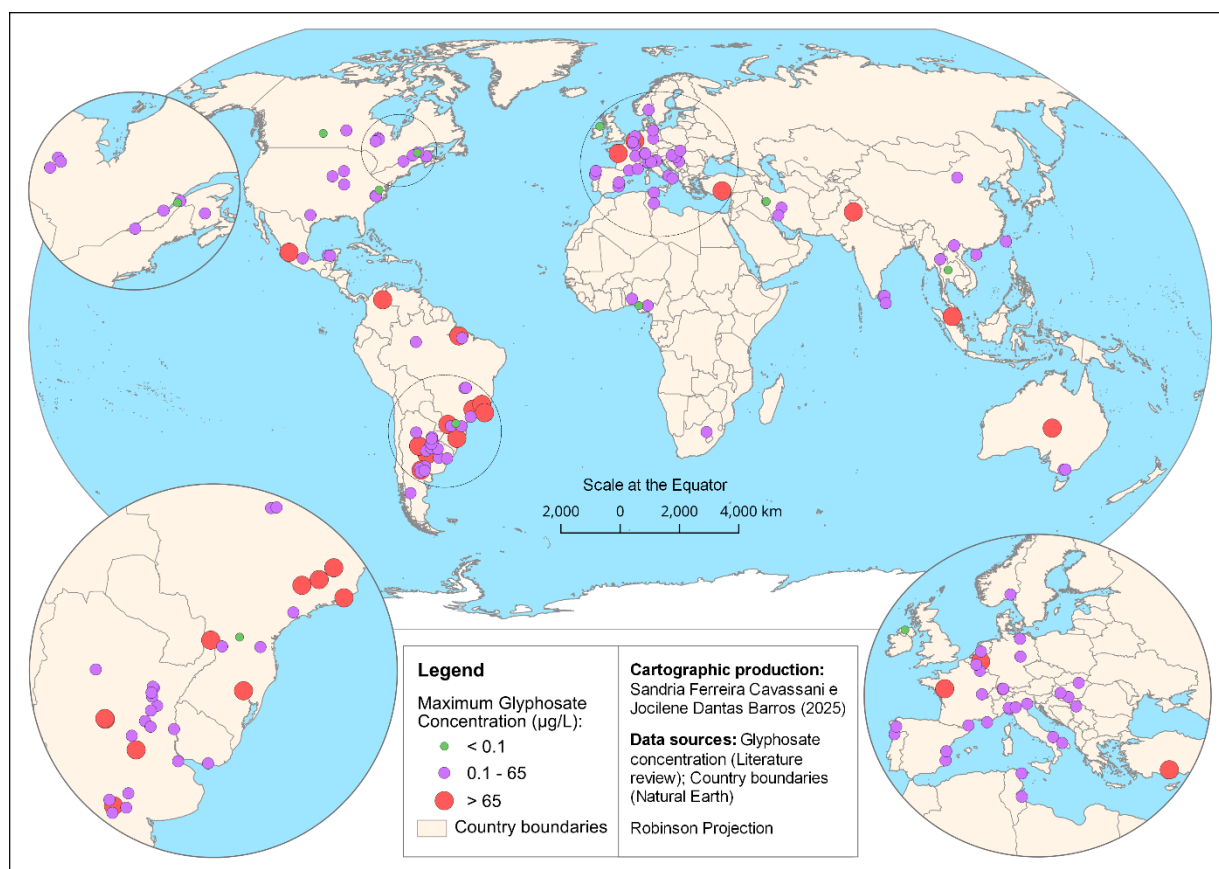 Scale at the Equator
2,000 0 2,000 4,000 km
Legend
Maximum Glyphosate
Concentration (µg/L):
< 0.1
0.1 - 65
> 65
Country boundaries
Cartographic production:
Sandria Ferreira Cavassani e
Jocilene Dantas Barros (2025)
Data sources: Glyphosate
concentration (Literature
review); Country boundaries
(Natural Earth)
Robinson Projection